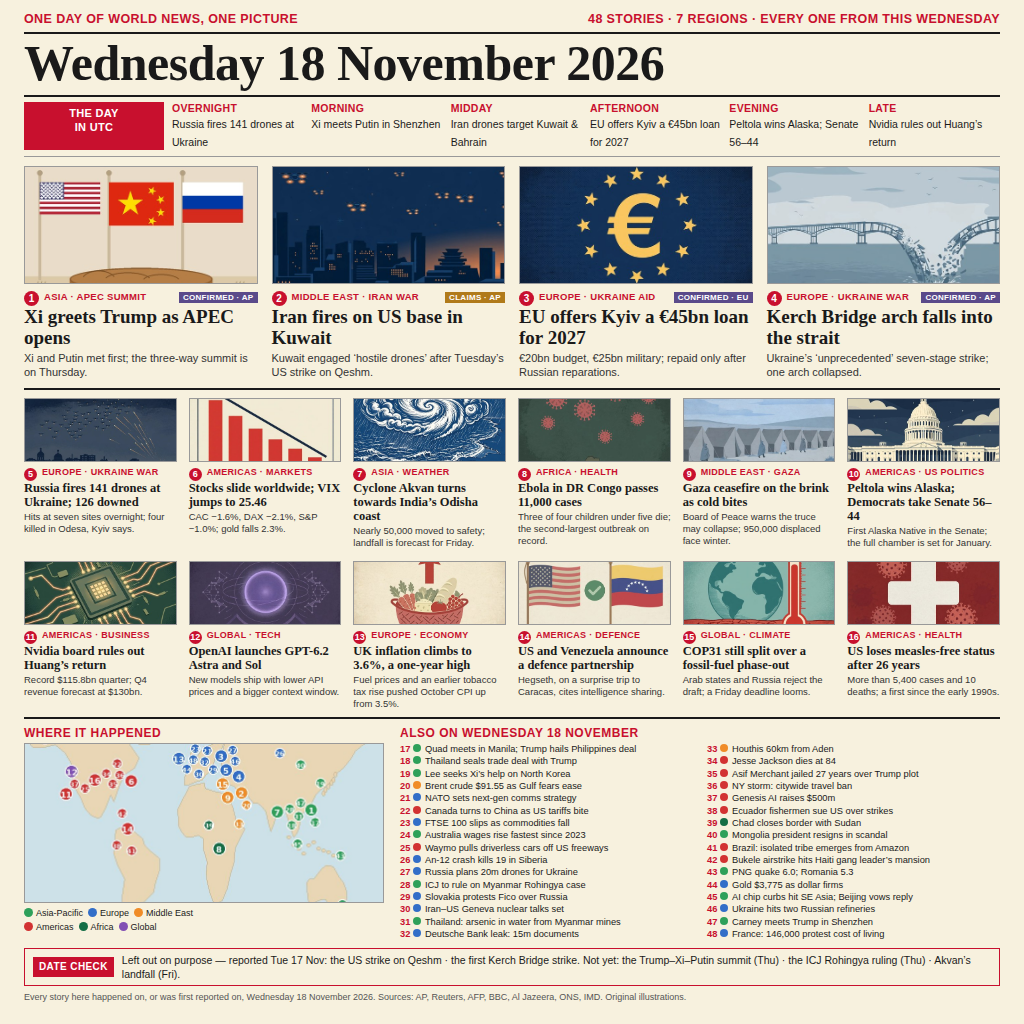 ONE DAY OF WORLD NEWS, ONE PICTURE
48 STORIES · 7 REGIONS · EVERY ONE FROM THIS WEDNESDAY
Wednesday 18 November 2026
THE DAY
IN UTC
OVERNIGHT
Russia fires 141 drones at
Ukraine
MORNING
Xi meets Putin in Shenzhen
MIDDAY
Iran drones target Kuwait &
Bahrain
AFTERNOON
EU offers Kyiv a €45bn loan
for 2027
EVENING
Peltola wins Alaska; Senate
56–44
LATE
Nvidia rules out Huang's
return
€
1 ASIA · APEC SUMMIT
CONFIRMED · AP
Xi greets Trump as APEC
opens
Xi and Putin met first; the three-way summit is
on Thursday.
2 MIDDLE EAST · IRAN WAR
CLAIMS · AP
Iran fires on US base in
Kuwait
Kuwait engaged ‘hostile drones’ after Tuesday's
US strike on Qeshm.
3 EUROPE · UKRAINE AID
CONFIRMED · EU
EU offers Kyiv a €45bn loan
for 2027
€20bn budget, €25bn military; repaid only after
Russian reparations.
4 EUROPE · UKRAINE WAR
CONFIRMED · AP
Kerch Bridge arch falls into
the strait
Ukraine's ‘unprecedented’ seven-stage strike;
one arch collapsed.
5 EUROPE · UKRAINE WAR
Russia fires 141 drones at
Ukraine; 126 downed
Hits at seven sites overnight; four
killed in Odesa, Kyiv says.
6 AMERICAS · MARKETS
Stocks slide worldwide; VIX
jumps to 25.46
CAC −1.6%, DAX −2.1%, S&P
−1.0%; gold falls 2.3%.
7 ASIA · WEATHER
Cyclone Akvan turns
towards India's Odisha
coast
Nearly 50,000 moved to safety;
landfall is forecast for Friday.
8 AFRICA · HEALTH
Ebola in DR Congo passes
11,000 cases
Three of four children under five die;
the second-largest outbreak on
record.
9 MIDDLE EAST · GAZA
Gaza ceasefire on the brink
as cold bites
Board of Peace warns the truce
may collapse; 950,000 displaced
face winter.
10 AMERICAS · US POLITICS
Peltola wins Alaska;
Democrats take Senate 56–
44
First Alaska Native in the Senate;
the full chamber is set for January.
11 AMERICAS · BUSINESS
Nvidia board rules out
Huang's return
Record $115.8bn quarter; Q4
revenue forecast at $130bn.
12 GLOBAL · TECH
OpenAI launches GPT-6.2
Astra and Sol
New models ship with lower API
prices and a bigger context window.
13 EUROPE · ECONOMY
UK inflation climbs to
3.6%, a one-year high
Fuel prices and an earlier tobacco
tax rise pushed October CPI up
from 3.5%.
14 AMERICAS · DEFENCE
US and Venezuela announce
a defence partnership
Hegseth, on a surprise trip to
Caracas, cites intelligence sharing.
15 GLOBAL · CLIMATE
COP31 still split over a
fossil-fuel phase-out
Arab states and Russia reject the
draft; a Friday deadline looms.
16 AMERICAS · HEALTH
US loses measles-free status
after 26 years
More than 5,400 cases and 10
deaths; a first since the early 1990s.
WHERE IT HAPPENED
Asia-Pacific Europe Middle East
Americas Africa Global
ALSO ON WEDNESDAY 18 NOVEMBER
17 Quad meets in Manila; Trump hails Philippines deal
18 Thailand seals trade deal with Trump
19 Lee seeks Xi's help on North Korea
20 Brent crude $91.55 as Gulf fears ease
21 NATO sets next-gen comms strategy
22 Canada turns to China as US tariffs bite
23 FTSE 100 slips as commodities fall
24 Australia wages rise fastest since 2023
25 Waymo pulls driverless cars off US freeways
26 An-12 crash kills 19 in Siberia
27 Russia plans 20m drones for Ukraine
28 ICJ to rule on Myanmar Rohingya case
29 Slovakia protests Fico over Russia
30 Iran–US Geneva nuclear talks set
31 Thailand: arsenic in water from Myanmar mines
32 Deutsche Bank leak: 15m documents
33 Houthis 60km from Aden
34 Jesse Jackson died at 84
35 Asif Merchant jailed 27 years over Trump plot
36 NY storm: citywide travel ban
37 Genesis AI raises $500m
38 Ecuador fishermen sue US over strikes
39 Chad closes border with Sudan
40 Mongolia president resigns in scandal
41 Brazil: isolated tribe emerges from Amazon
42 Bukele airstrike hits Haiti gang leader's mansion
43 PNG quake 6.0; Romania 5.3
44 Gold $3,775 as dollar firms
45 AI chip curbs hit SE Asia; Beijing vows reply
46 Ukraine hits two Russian refineries
47 Carney meets Trump in Shenzhen
48 France: 146,000 protest cost of living
DATE CHECK
Left out on purpose — reported Tue 17 Nov: the US strike on Qeshm · the first Kerch Bridge strike. Not yet: the Trump–Xi–Putin summit (Thu) · the ICJ Rohingya ruling (Thu) · Akvan's
landfall (Fri).
Every story here happened on, or was first reported on, Wednesday 18 November 2026. Sources: AP, Reuters, AFP, BBC, Al Jazeera, ONS, IMD. Original illustrations.